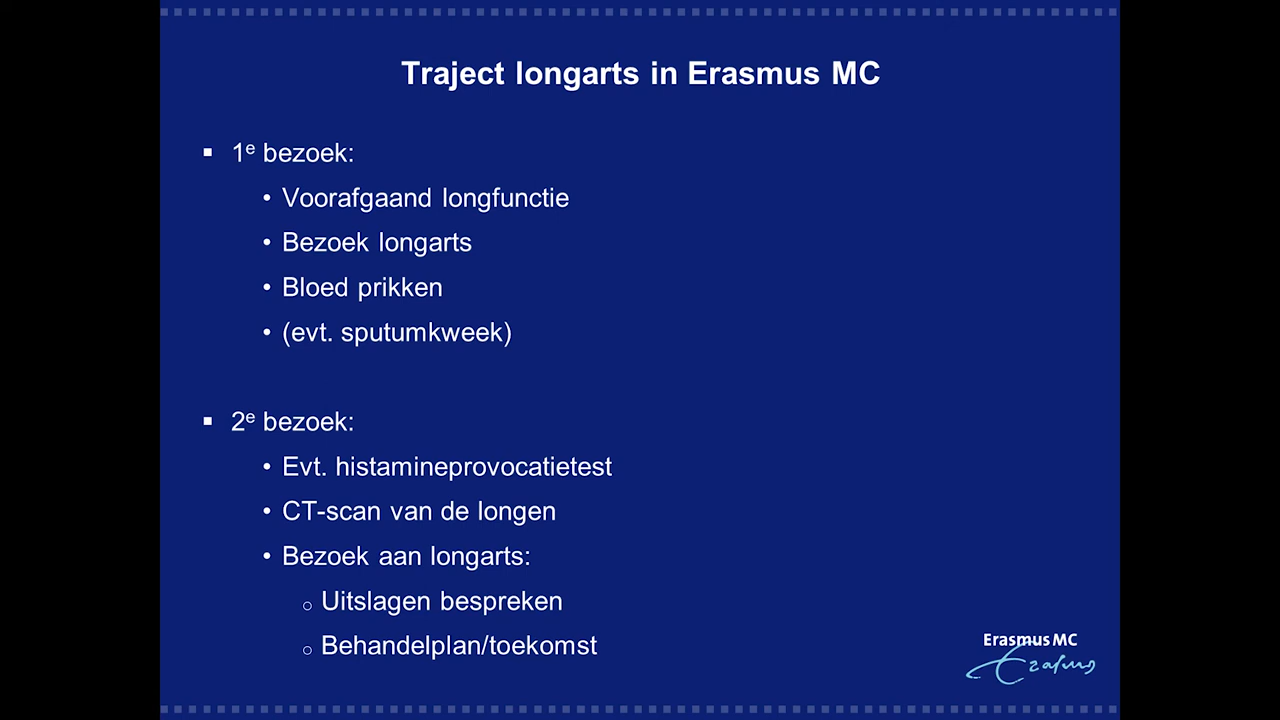 Traject longarts in Erasmus MC
▪ 1e bezoek:
• Voorafgaand longfunctie
• Bezoek longarts
• Bloed prikken
• (evt. sputumkweek)
▪ 2e bezoek:
• Evt. histamineprovocatietest
• CT-scan van de longen
• Bezoek aan longarts:
o Uitslagen bespreken
o Behandelplan/toekomst
Erasmus MC
Erasmus